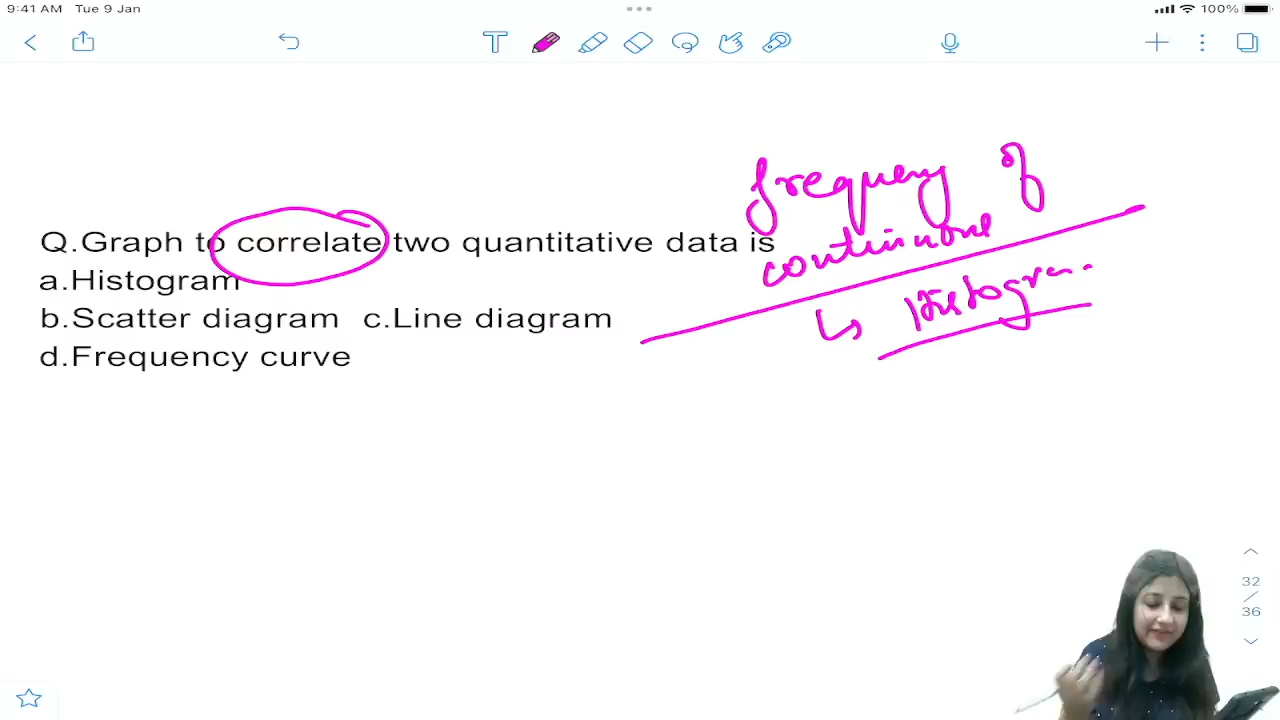 9:41 AM Tue 9 Jan
100%
T
frequency of
continuous
Q.Graph to correlate two quantitative data is
a.Histogram
Histogram
b.Scatter diagram c.Line diagram
d.Frequency curve
32
36